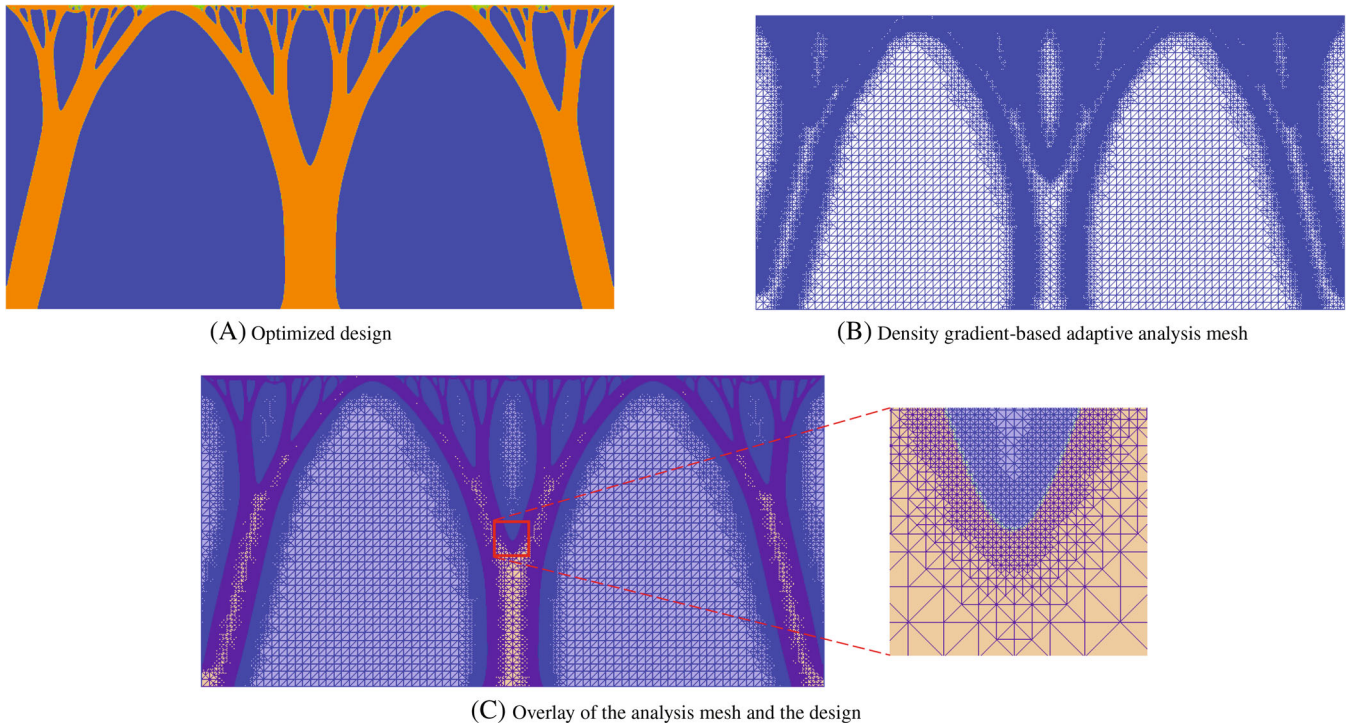 (A) Optimized design
(B) Density gradient-based adaptive analysis mesh
(C) Overlay of the analysis mesh and the design